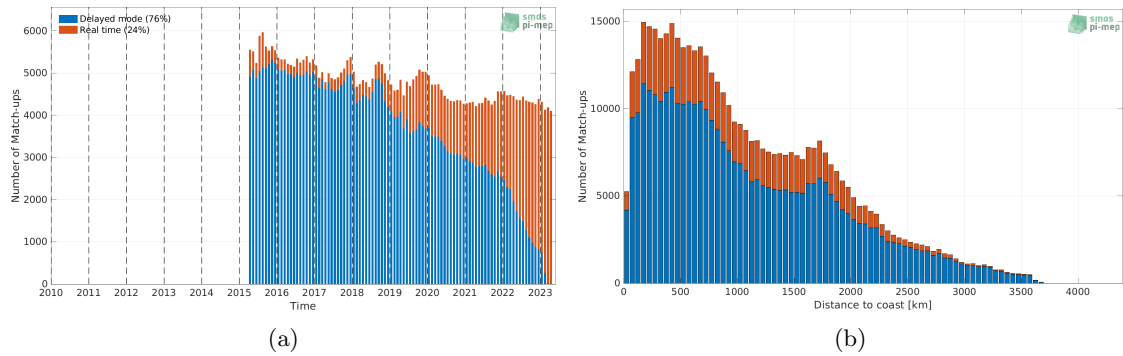 Delayed mode (76%)
Real time (24%)
smos
pi-mep
6000
5000
4000
3000
2000
1000
0
Number of Match-ups
2010 2011 2012 2013 2014 2015 2016 2017 2018 2019 2020 2021 2022 2023
Time
(a)
smos
pi-mep
15000
10000
5000
0
Number of Match-ups
0 500 1000 1500 2000 2500 3000 3500 4000
Distance to coast [km]
(b)